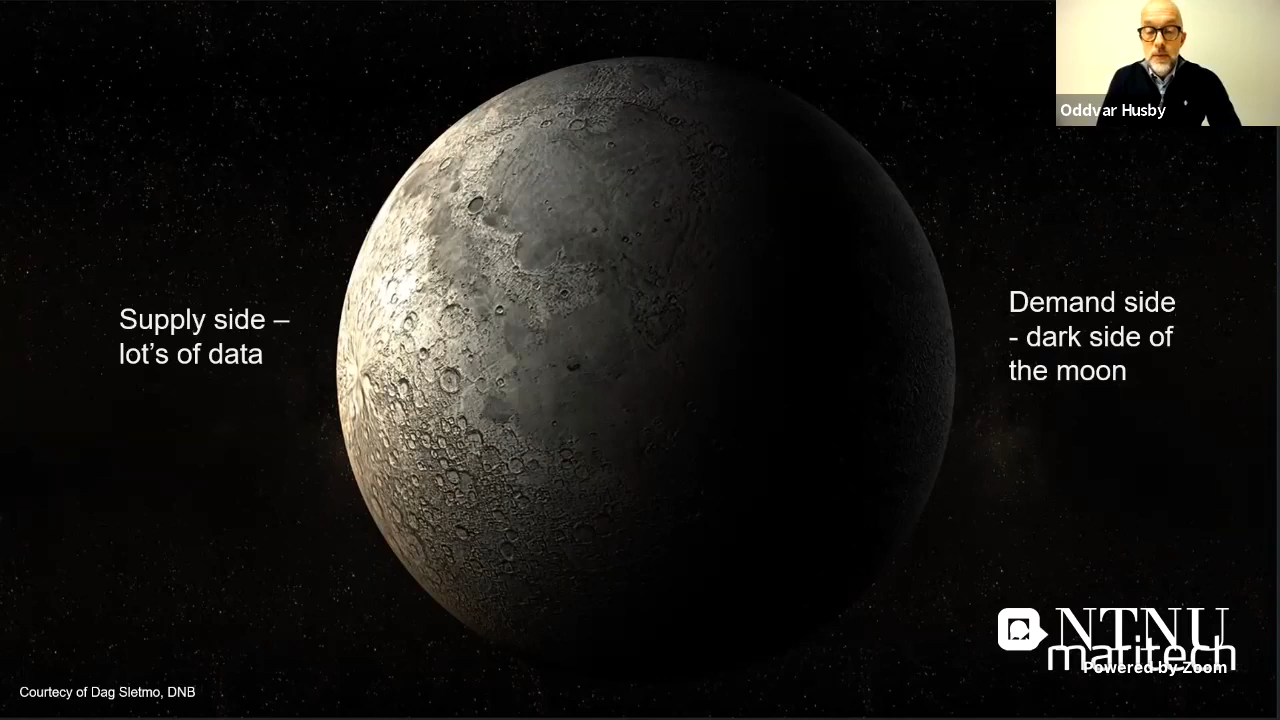 Oddvar Husby
Supply side –
lot’s of data
Demand side
- dark side of
the moon
NTNU
maritech
Powered by Zoom
Courtesy of Dag Sletmo, DNB